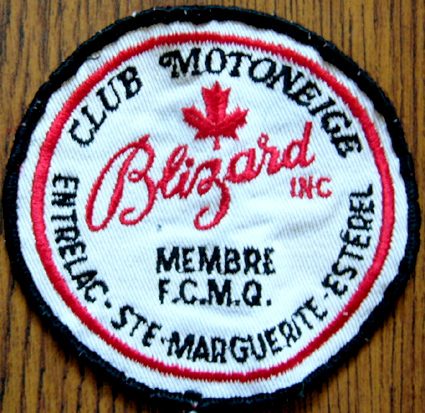 CLUB MOTONEIGE
Blizard
INC
MEMBRE
F.C.M.Q.
ENTRELAC-STE-MARGUERITE-ESTÉREL